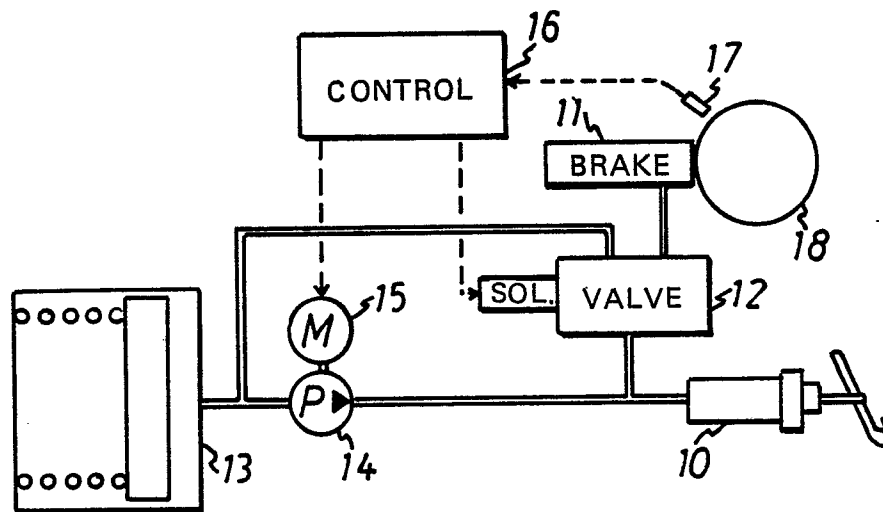 16
CONTROL
17
11
BRAKE
18
SOL.
VALVE
12
15
M
P
13
14
10